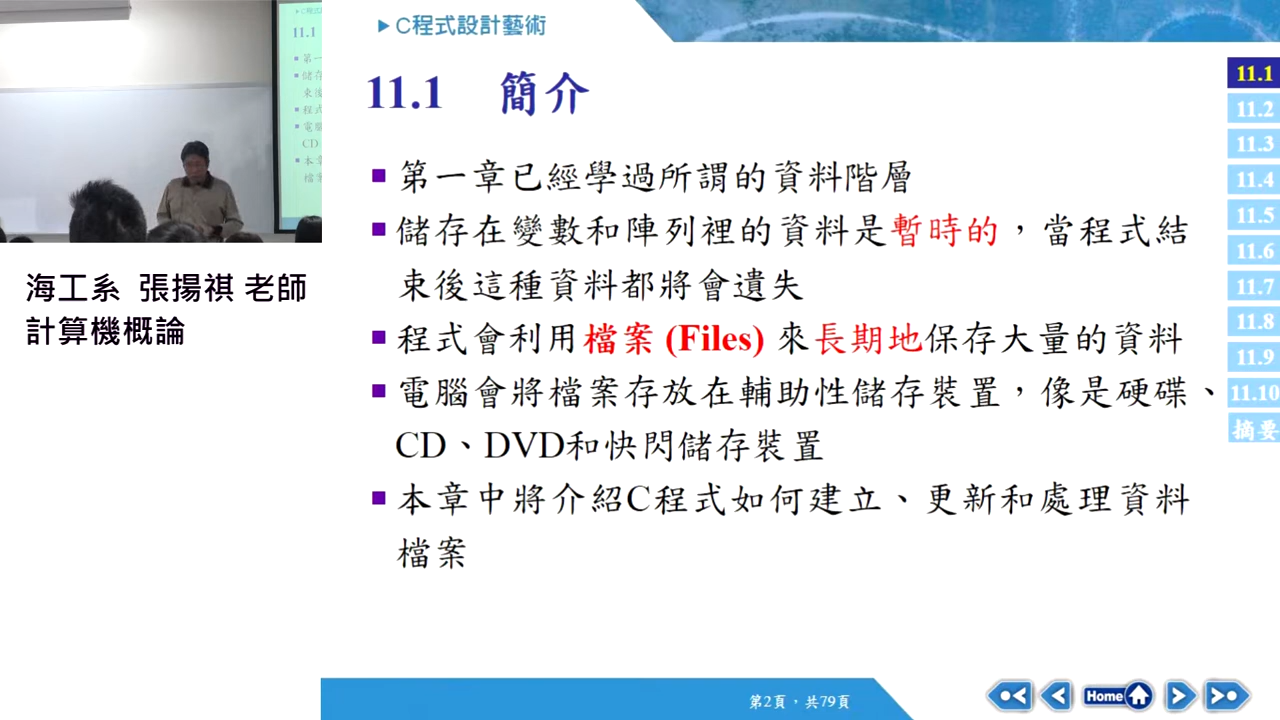 C程式設計藝術
11.1 簡介
第一章已經學過所謂的資料階層
儲存在變數和陣列裡的資料是暫時的,當程式結
束後這種資料都將會遺失
程式會利用檔案 (Files) 來長期地保存大量的資料
電腦會將檔案存放在輔助性儲存裝置,像是硬碟、
CD、DVD和快閃儲存裝置
本章中將介紹C程式如何建立、更新和處理資料
檔案
11.1
11.2
11.3
11.4
11.5
11.6
11.7
11.8
11.9
11.10
摘要
海工系 張揚祺 老師
計算機概論
第2頁,共79頁
Home
11.1